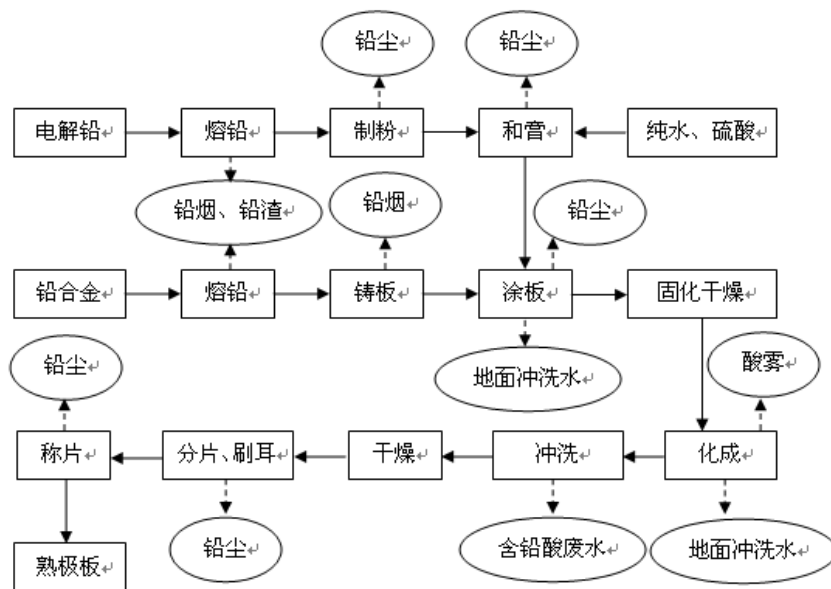 铅尘↵ 铅尘↵
电解铅↵ 熔铅↵ 制粉↵ 和膏↵ 纯水、硫酸↵
铅烟、铅渣↵ 铅烟↵ 铅尘↵
铅合金↵ 熔铅↵ 铸板↵ 涂板↵ 固化干燥↵
铅尘↵ 地面冲洗水↵ 酸雾↵
称片↵ 分片、刷耳↵ 干燥↵ 冲洗↵ 化成↵
熟极板↵ 铅尘↵ 含铅酸废水↵ 地面冲洗水↵